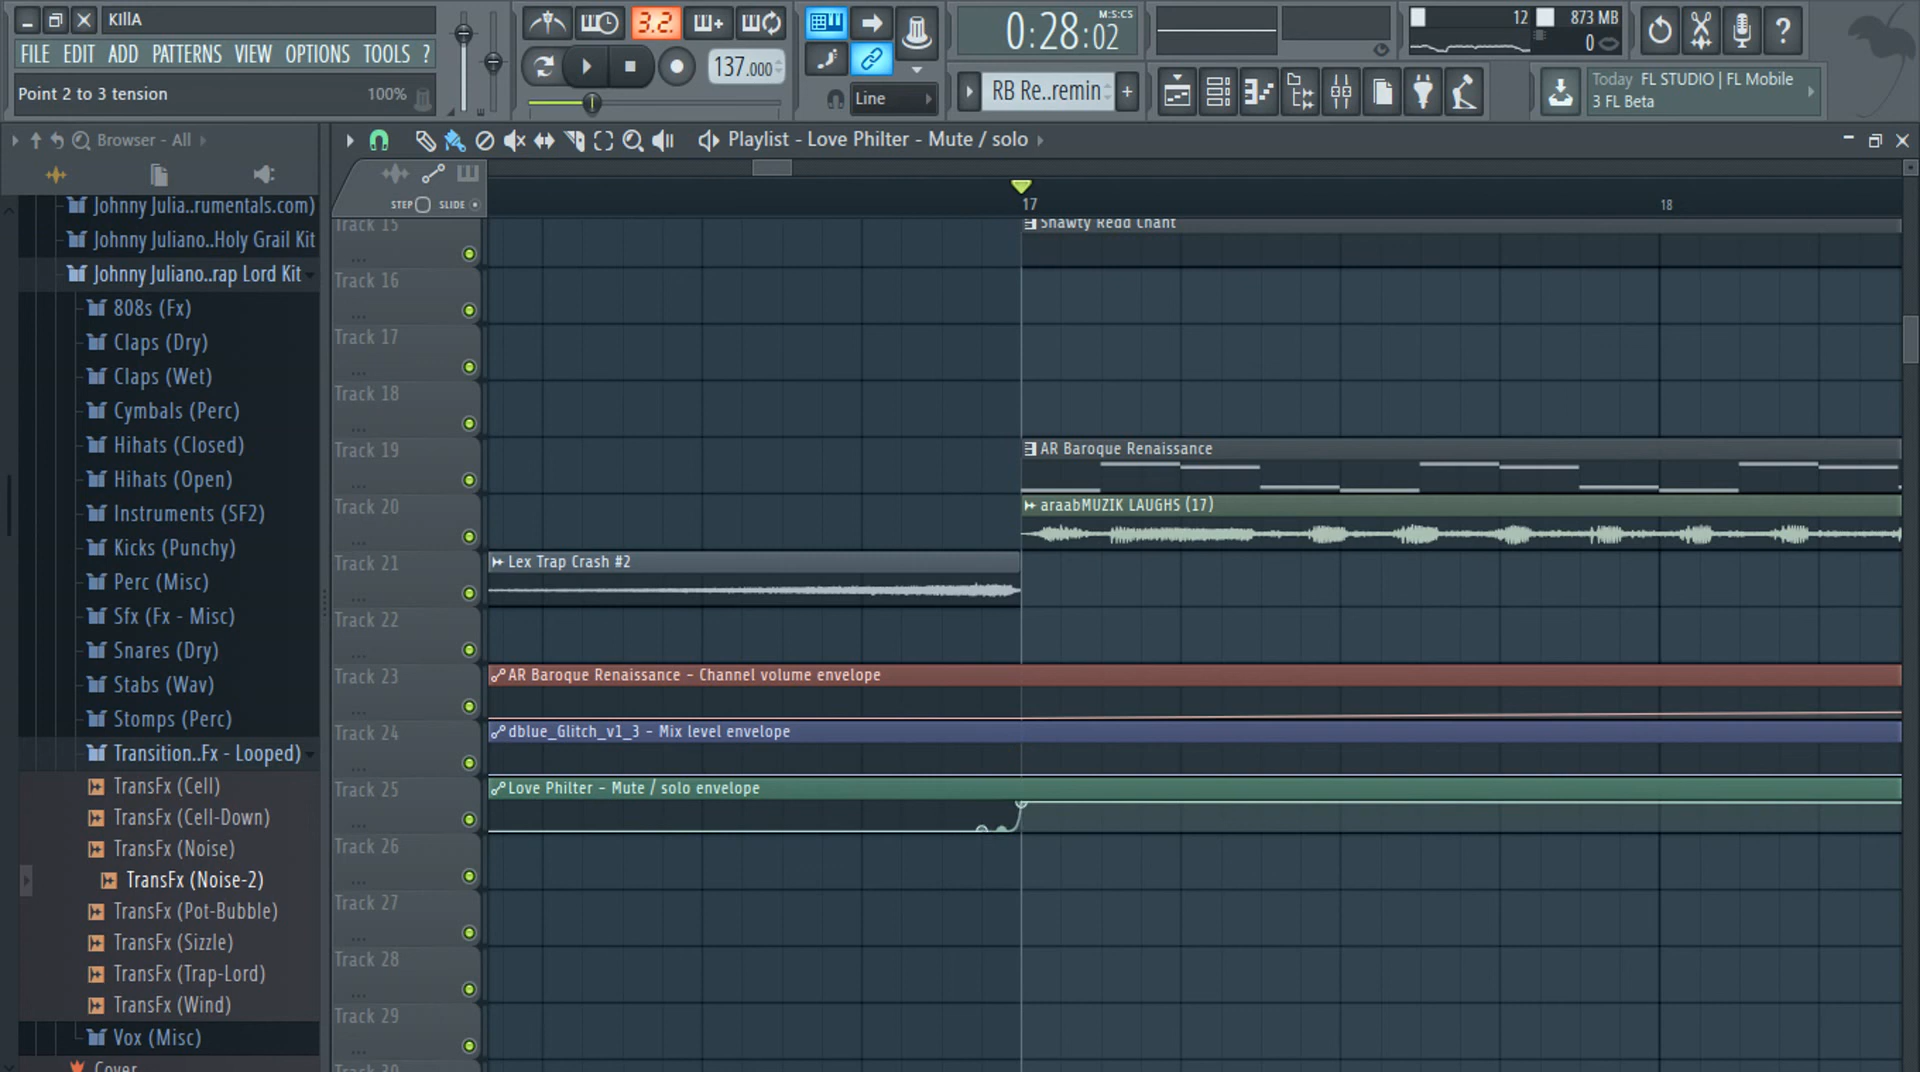 KIllA
FILE EDIT ADD PATTERNS VIEW OPTIONS TOOLS ?
Point 2 to 3 tension 100%
3.2.
137.000
Line
0:28:02 M:S:CS
RB Re..remin
12 873 MB
0
Today FL STUDIO | FL Mobile
3 FL Beta
Browser - All
Playlist - Love Philter - Mute / solo
STEP SLIDE
17 18
Johnny Julia..rumentals.com)
Johnny Juliano..Holy Grail Kit
Johnny Juliano..rap Lord Kit
808s (Fx)
Claps (Dry)
Claps (Wet)
Cymbals (Perc)
Hihats (Closed)
Hihats (Open)
Instruments (SF2)
Kicks (Punchy)
Perc (Misc)
Sfx (Fx - Misc)
Snares (Dry)
Stabs (Wav)
Stomps (Perc)
Transition..Fx - Looped)
TransFx (Cell)
TransFx (Cell-Down)
TransFx (Noise)
TransFx (Noise-2)
TransFx (Pot-Bubble)
TransFx (Sizzle)
TransFx (Trap-Lord)
TransFx (Wind)
Vox (Misc)
Cover
Track 15
Shawty Redd Chant
Track 16
Track 17
Track 18
Track 19
AR Baroque Renaissance
Track 20
araabMUZIK LAUGHS (17)
Track 21
Lex Trap Crash #2
Track 22
Track 23
AR Baroque Renaissance - Channel volume envelope
Track 24
dblue_Glitch_v1_3 - Mix level envelope
Track 25
Love Philter - Mute / solo envelope
Track 26
Track 27
Track 28
Track 29
Track 30